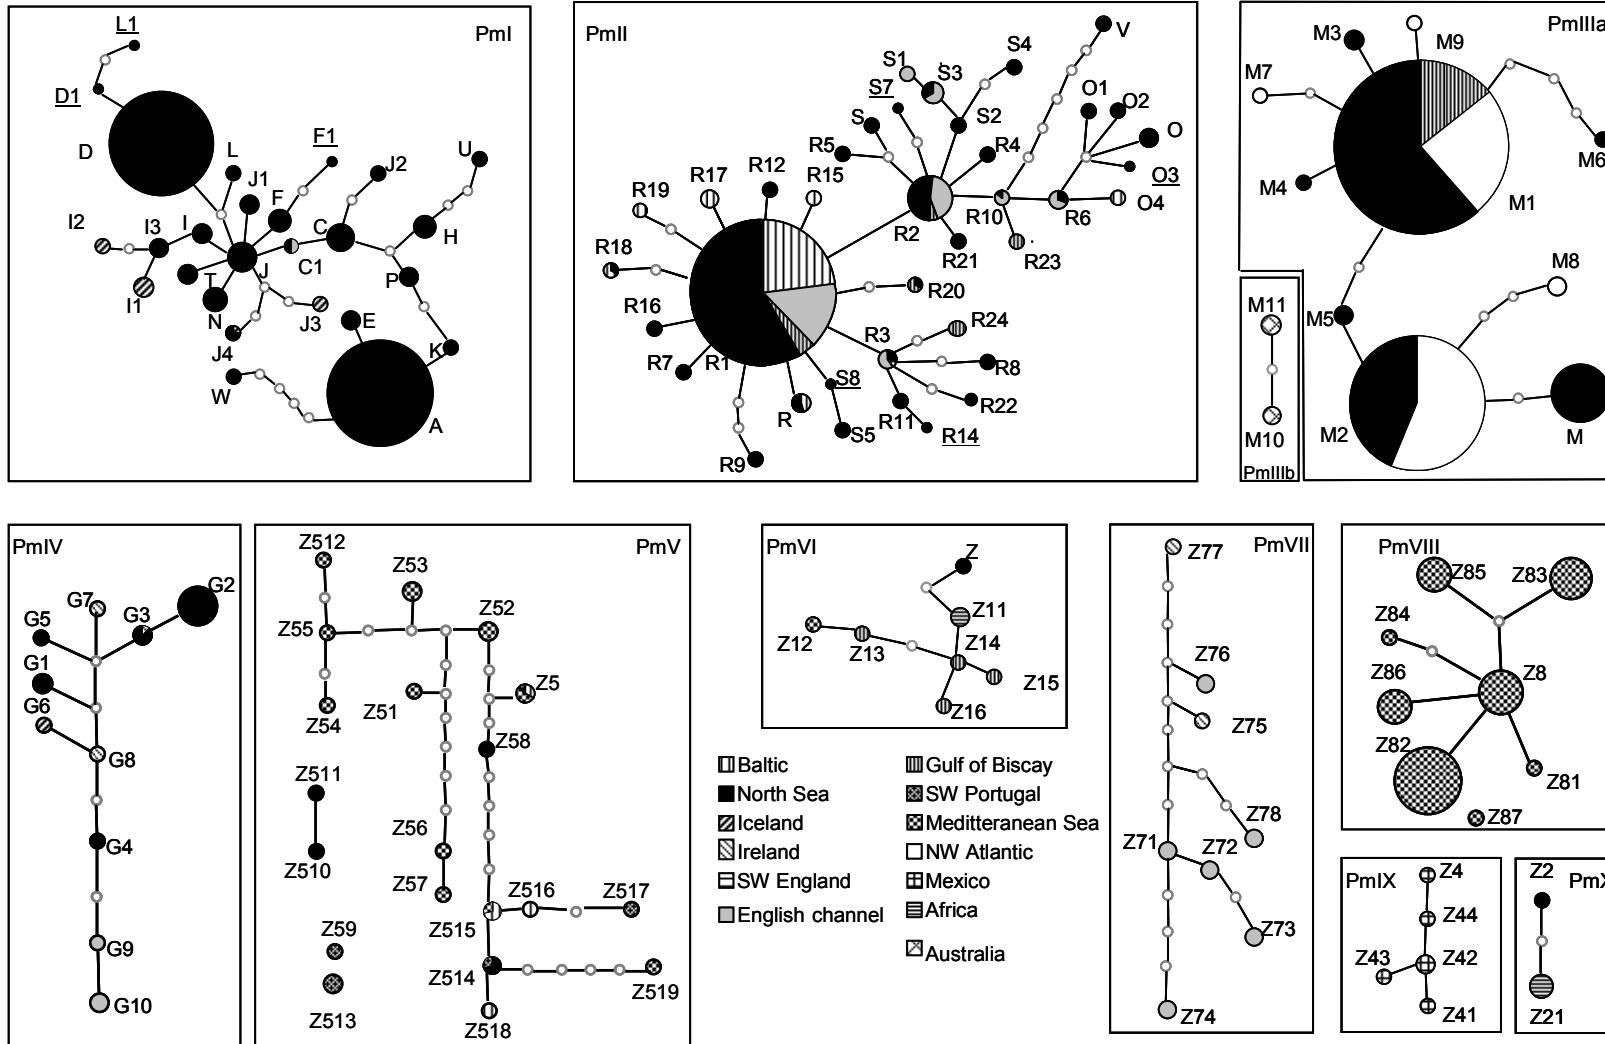 PmI
L1
D1
D
L
J1
F1
F
J2
U
I2
I3
I
C
H
C1
T
J
P
I1
N
J3
J4
E
K
W
A
PmII
V
S1
S3
S4
S7
S
S2
O1
O2
O
R5
R4
R17
R12
R15
O3
R19
R10
R6
O4
R2
R18
R21
R23
R16
R20
R24
R3
R7
R1
S8
R8
R
R11
R22
S5
R14
R9
PmIIIa
M3
M9
M7
M6
M4
M1
M8
M5
M2
M
M11
M10
PmIIIb
PmIV
G7
G2
G5
G3
G1
G6
G8
G4
G9
G10
PmV
Z512
Z53
Z52
Z55
Z5
Z51
Z54
Z58
Z511
Z56
Z510
Z57
Z516
Z517
Z59
Z515
Z514
Z519
Z513
Z518
PmVI
Z
Z11
Z12
Z13
Z14
Z15
Z16
Baltic
North Sea
Iceland
Ireland
SW England
English channel
Gulf of Biscay
SW Portugal
Meditteranean Sea
NW Atlantic
Mexico
Africa
Australia
PmVII
Z77
Z76
Z75
Z78
Z71
Z72
Z73
Z74
PmVIII
Z85
Z83
Z84
Z86
Z8
Z82
Z81
Z87
PmIX
Z4
Z44
Z43
Z42
Z41
Z2
PmX
Z21